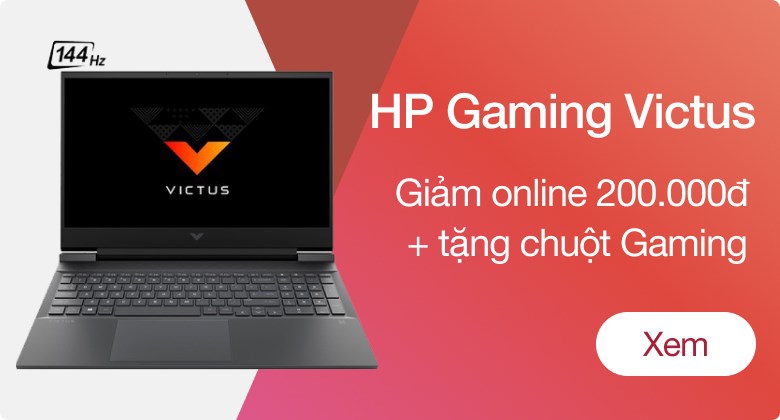 144Hz
VICTUS
HP Gaming Victus
Giảm online 200.000đ
+ tặng chuột Gaming
Xem